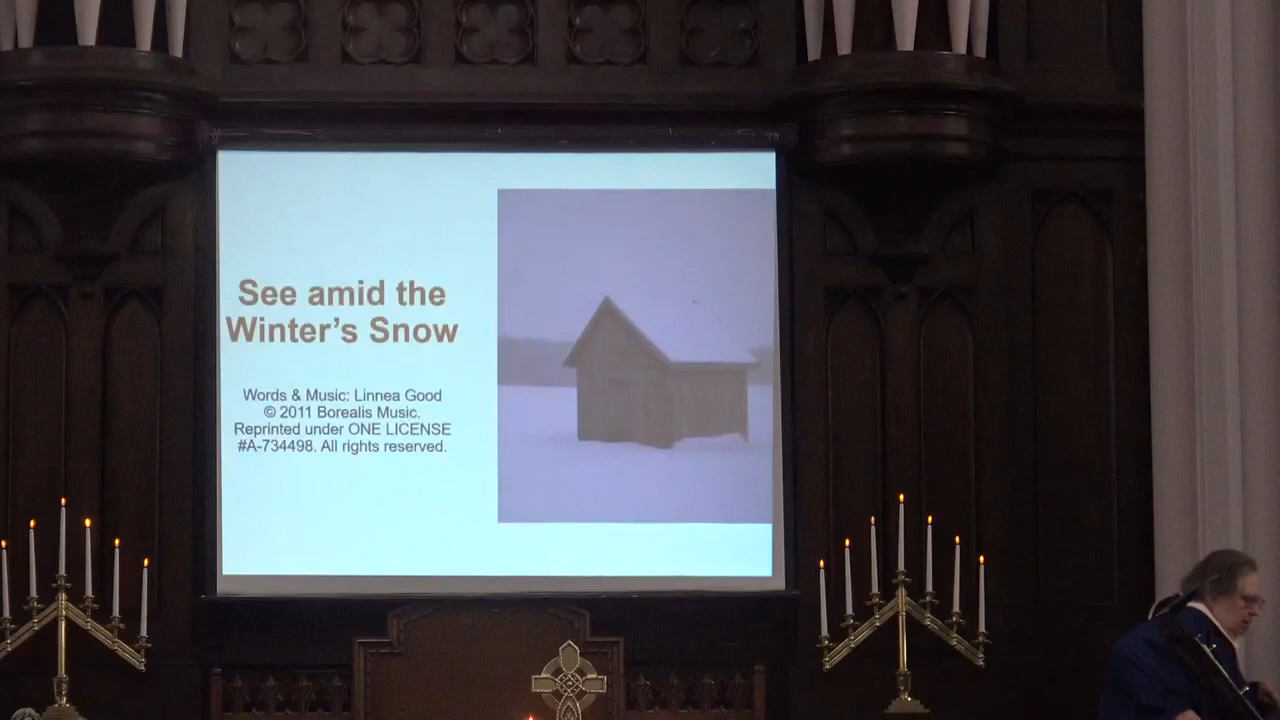 See amid the
Winter's Snow
Words & Music: Linnea Good
© 2011 Borealis Music.
Reprinted under ONE LICENSE
#A-734498. All rights reserved.